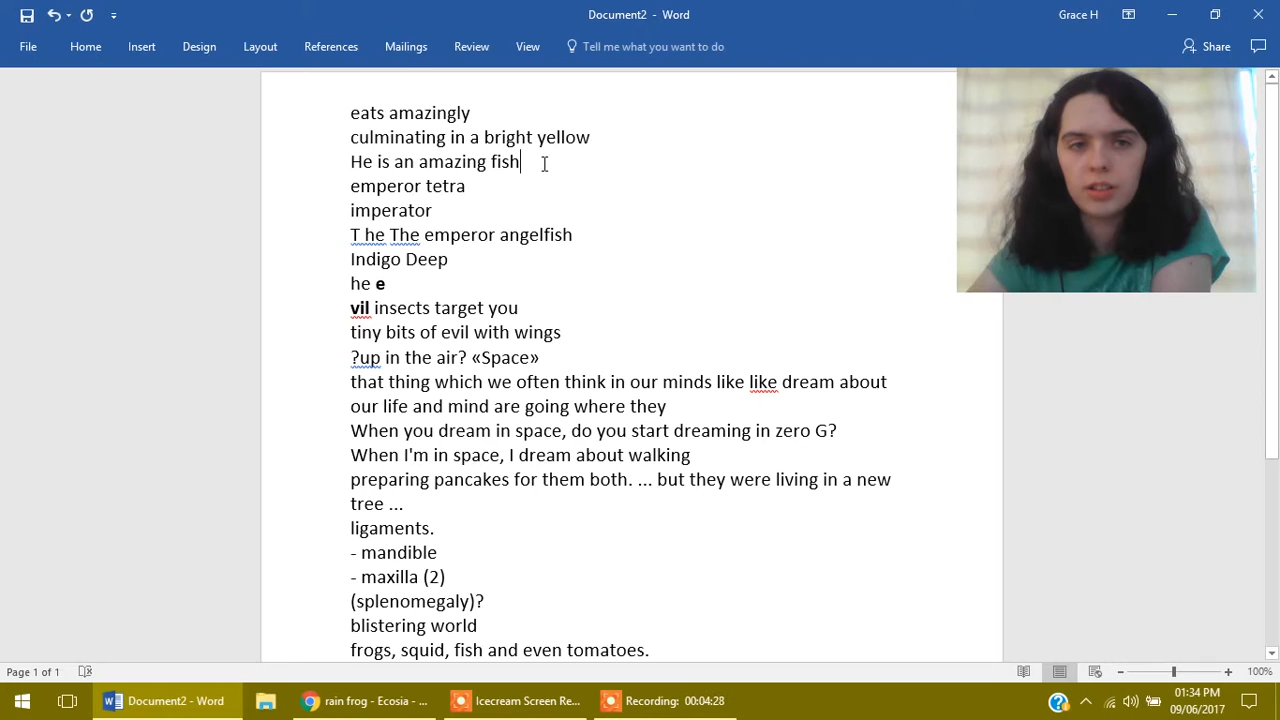 Document2 - Word
Grace H
File
Home
Insert
Design
Layout
References
Mailings
Review
View
Tell me what you want to do
Share
eats amazingly
culminating in a bright yellow
He is an amazing fish
emperor tetra
imperator
T he The emperor angelfish
Indigo Deep
he e
vil insects target you
tiny bits of evil with wings
?up in the air? «Space»
that thing which we often think in our minds like like dream about
our life and mind are going where they
When you dream in space, do you start dreaming in zero G?
When I'm in space, I dream about walking
preparing pancakes for them both. ... but they were living in a new
tree ...
ligaments.
- mandible
- maxilla (2)
(splenomegaly)?
blistering world
frogs, squid, fish and even tomatoes.
Page 1 of 1
100%
Document2 - Word
rain frog - Ecosia - ...
Icecream Screen Re...
Recording: 00:04:28
01:34 PM
09/06/2017